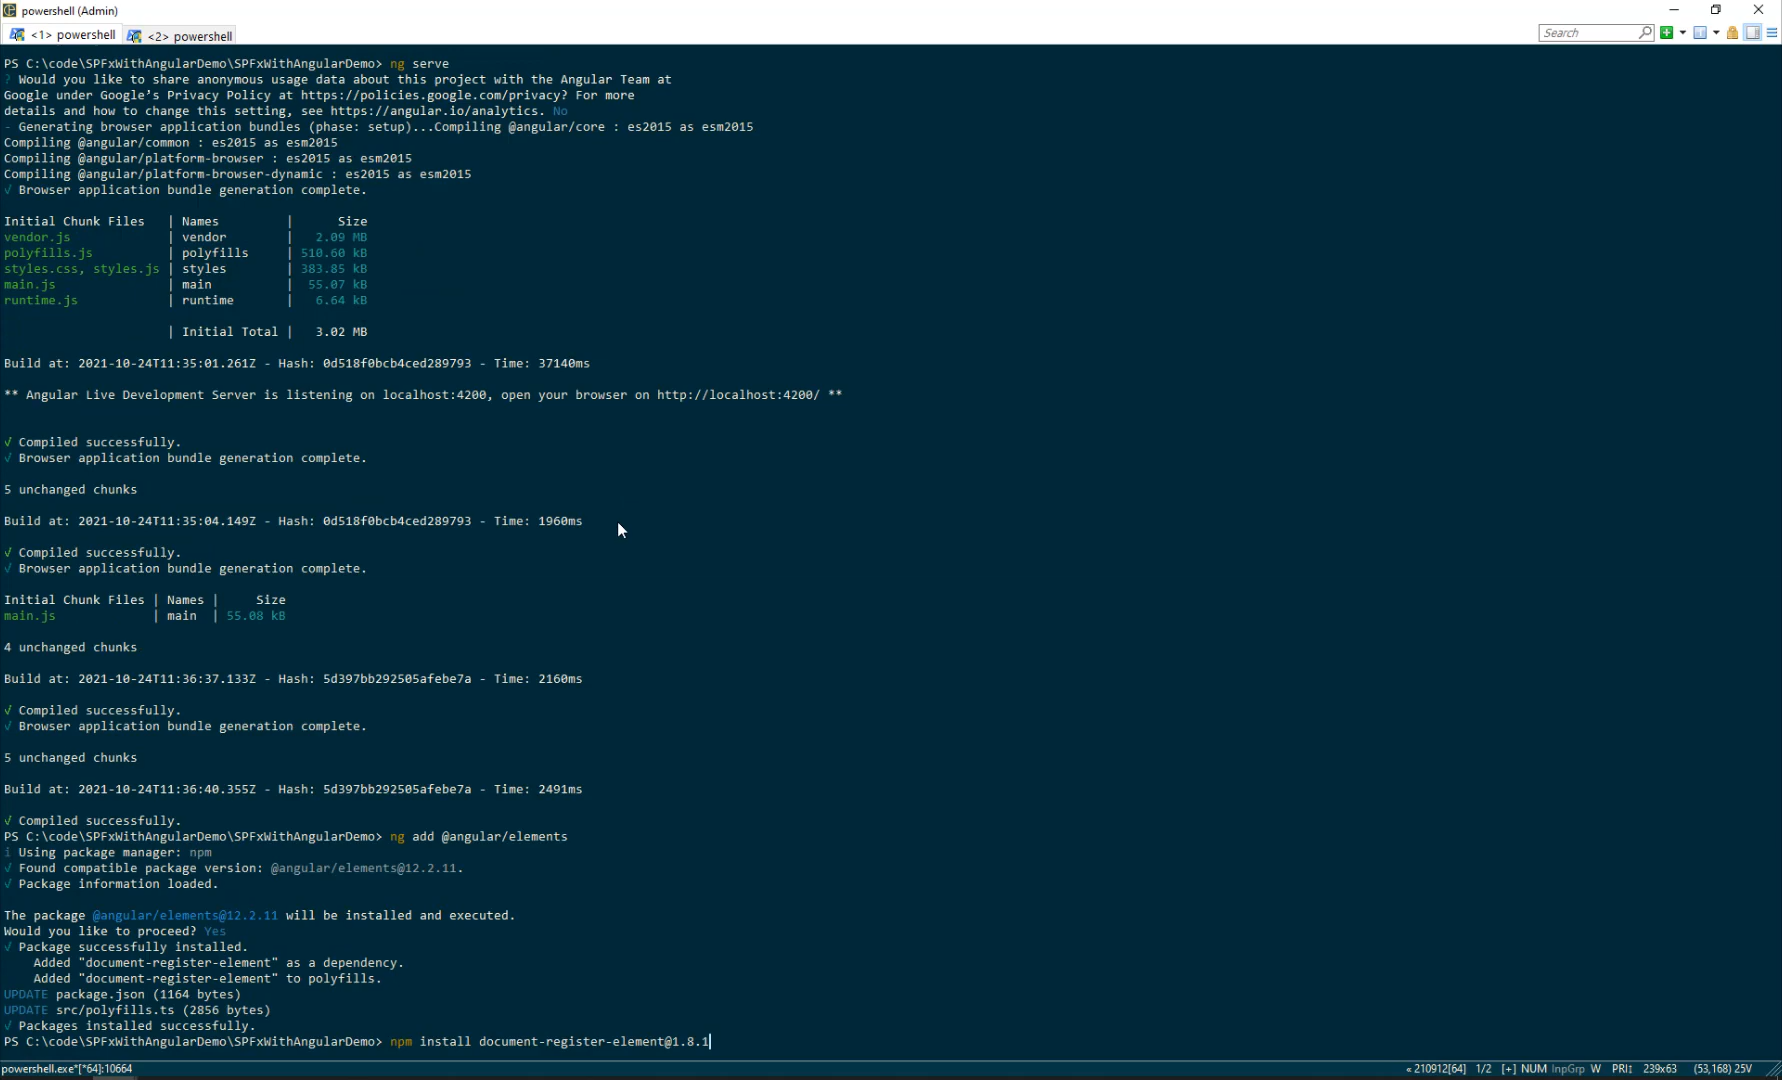 powershell (Admin)
<1> powershell
<2> powershell
Search
PS C:\code\SPFxWithAngularDemo\SPFxWithAngularDemo> ng serve
? Would you like to share anonymous usage data about this project with the Angular Team at
Google under Google’s Privacy Policy at https://policies.google.com/privacy? For more
details and how to change this setting, see https://angular.io/analytics. No
- Generating browser application bundles (phase: setup)...Compiling @angular/core : es2015 as esm2015
Compiling @angular/common : es2015 as esm2015
Compiling @angular/platform-browser : es2015 as esm2015
Compiling @angular/platform-browser-dynamic : es2015 as esm2015
√ Browser application bundle generation complete.
Initial Chunk Files | Names | Size
vendor.js | vendor | 2.09 MB
polyfills.js | polyfills | 510.60 kB
styles.css, styles.js | styles | 383.85 kB
main.js | main | 55.07 kB
runtime.js | runtime | 6.64 kB
| Initial Total | 3.02 MB
Build at: 2021-10-24T11:35:01.261Z - Hash: 0d518f0bcb4ced289793 - Time: 37140ms
** Angular Live Development Server is listening on localhost:4200, open your browser on http://localhost:4200/ **
√ Compiled successfully.
√ Browser application bundle generation complete.
5 unchanged chunks
Build at: 2021-10-24T11:35:04.149Z - Hash: 0d518f0bcb4ced289793 - Time: 1960ms
√ Compiled successfully.
√ Browser application bundle generation complete.
Initial Chunk Files | Names | Size
main.js | main | 55.08 kB
4 unchanged chunks
Build at: 2021-10-24T11:36:37.133Z - Hash: 5d397bb292505afebe7a - Time: 2160ms
√ Compiled successfully.
√ Browser application bundle generation complete.
5 unchanged chunks
Build at: 2021-10-24T11:36:40.355Z - Hash: 5d397bb292505afebe7a - Time: 2491ms
√ Compiled successfully.
PS C:\code\SPFxWithAngularDemo\SPFxWithAngularDemo> ng add @angular/elements
i Using package manager: npm
√ Found compatible package version: @angular/elements@12.2.11.
√ Package information loaded.
The package @angular/elements@12.2.11 will be installed and executed.
Would you like to proceed? Yes
√ Package successfully installed.
Added "document-register-element" as a dependency.
Added "document-register-element" to polyfills.
UPDATE package.json (1164 bytes)
UPDATE src/polyfills.ts (2856 bytes)
√ Packages installed successfully.
PS C:\code\SPFxWithAngularDemo\SPFxWithAngularDemo> npm install document-register-element@1.8.1
powershell.exe*[*64]:10664
« 210912[64] 1/2 [+] NUM InpGrp W PRI↕ 239x63 (53,168) 25V